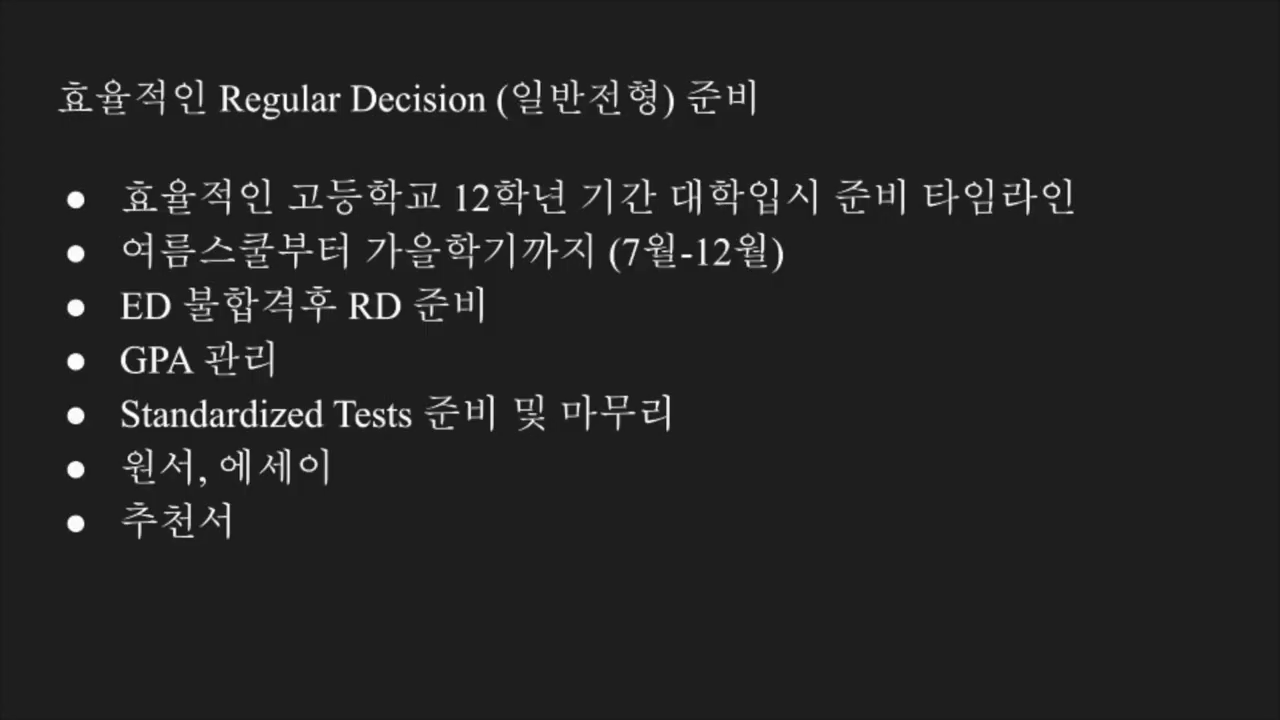 효율적인 Regular Decision (일반전형) 준비
● 효율적인 고등학교 12학년 기간 대학입시 준비 타임라인
● 여름스쿨부터 가을학기까지 (7월-12월)
● ED 불합격후 RD 준비
● GPA 관리
● Standardized Tests 준비 및 마무리
● 원서, 에세이
● 추천서